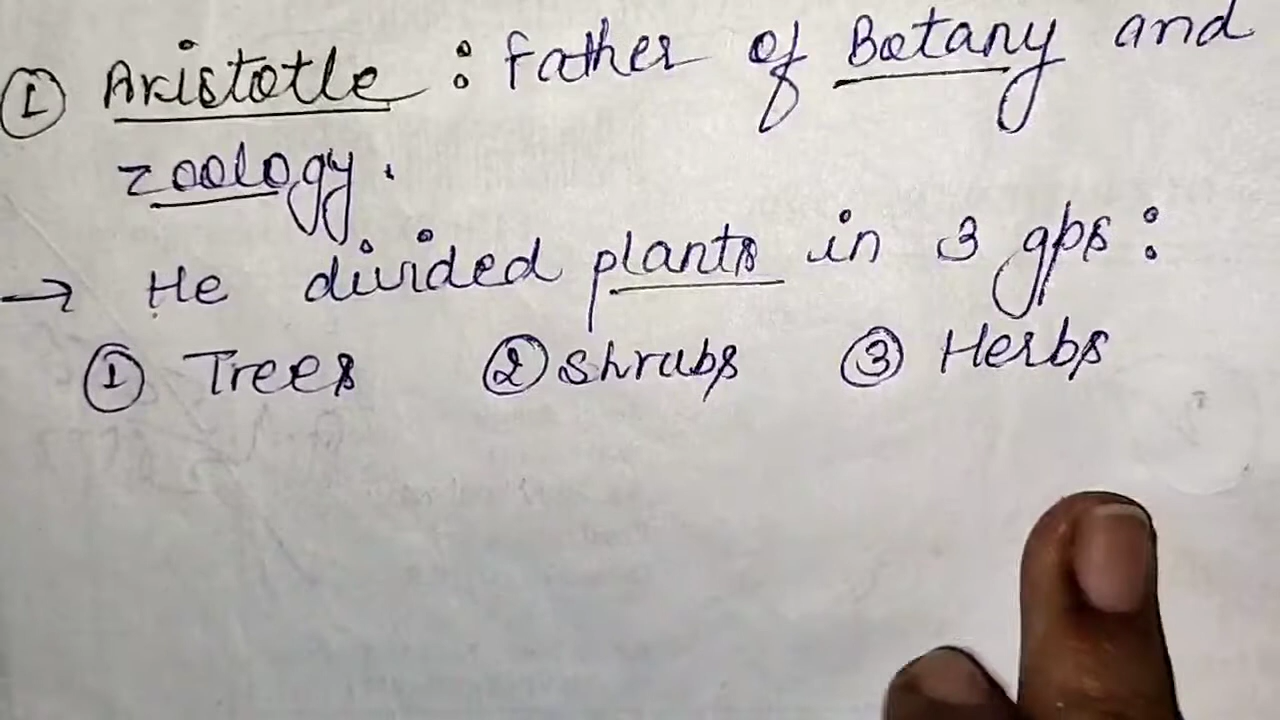 ① Aristotle : Father of Botany and
zoology.
→ He divided plants in 3 gps :
① Trees ② Shrubs ③ Herbs